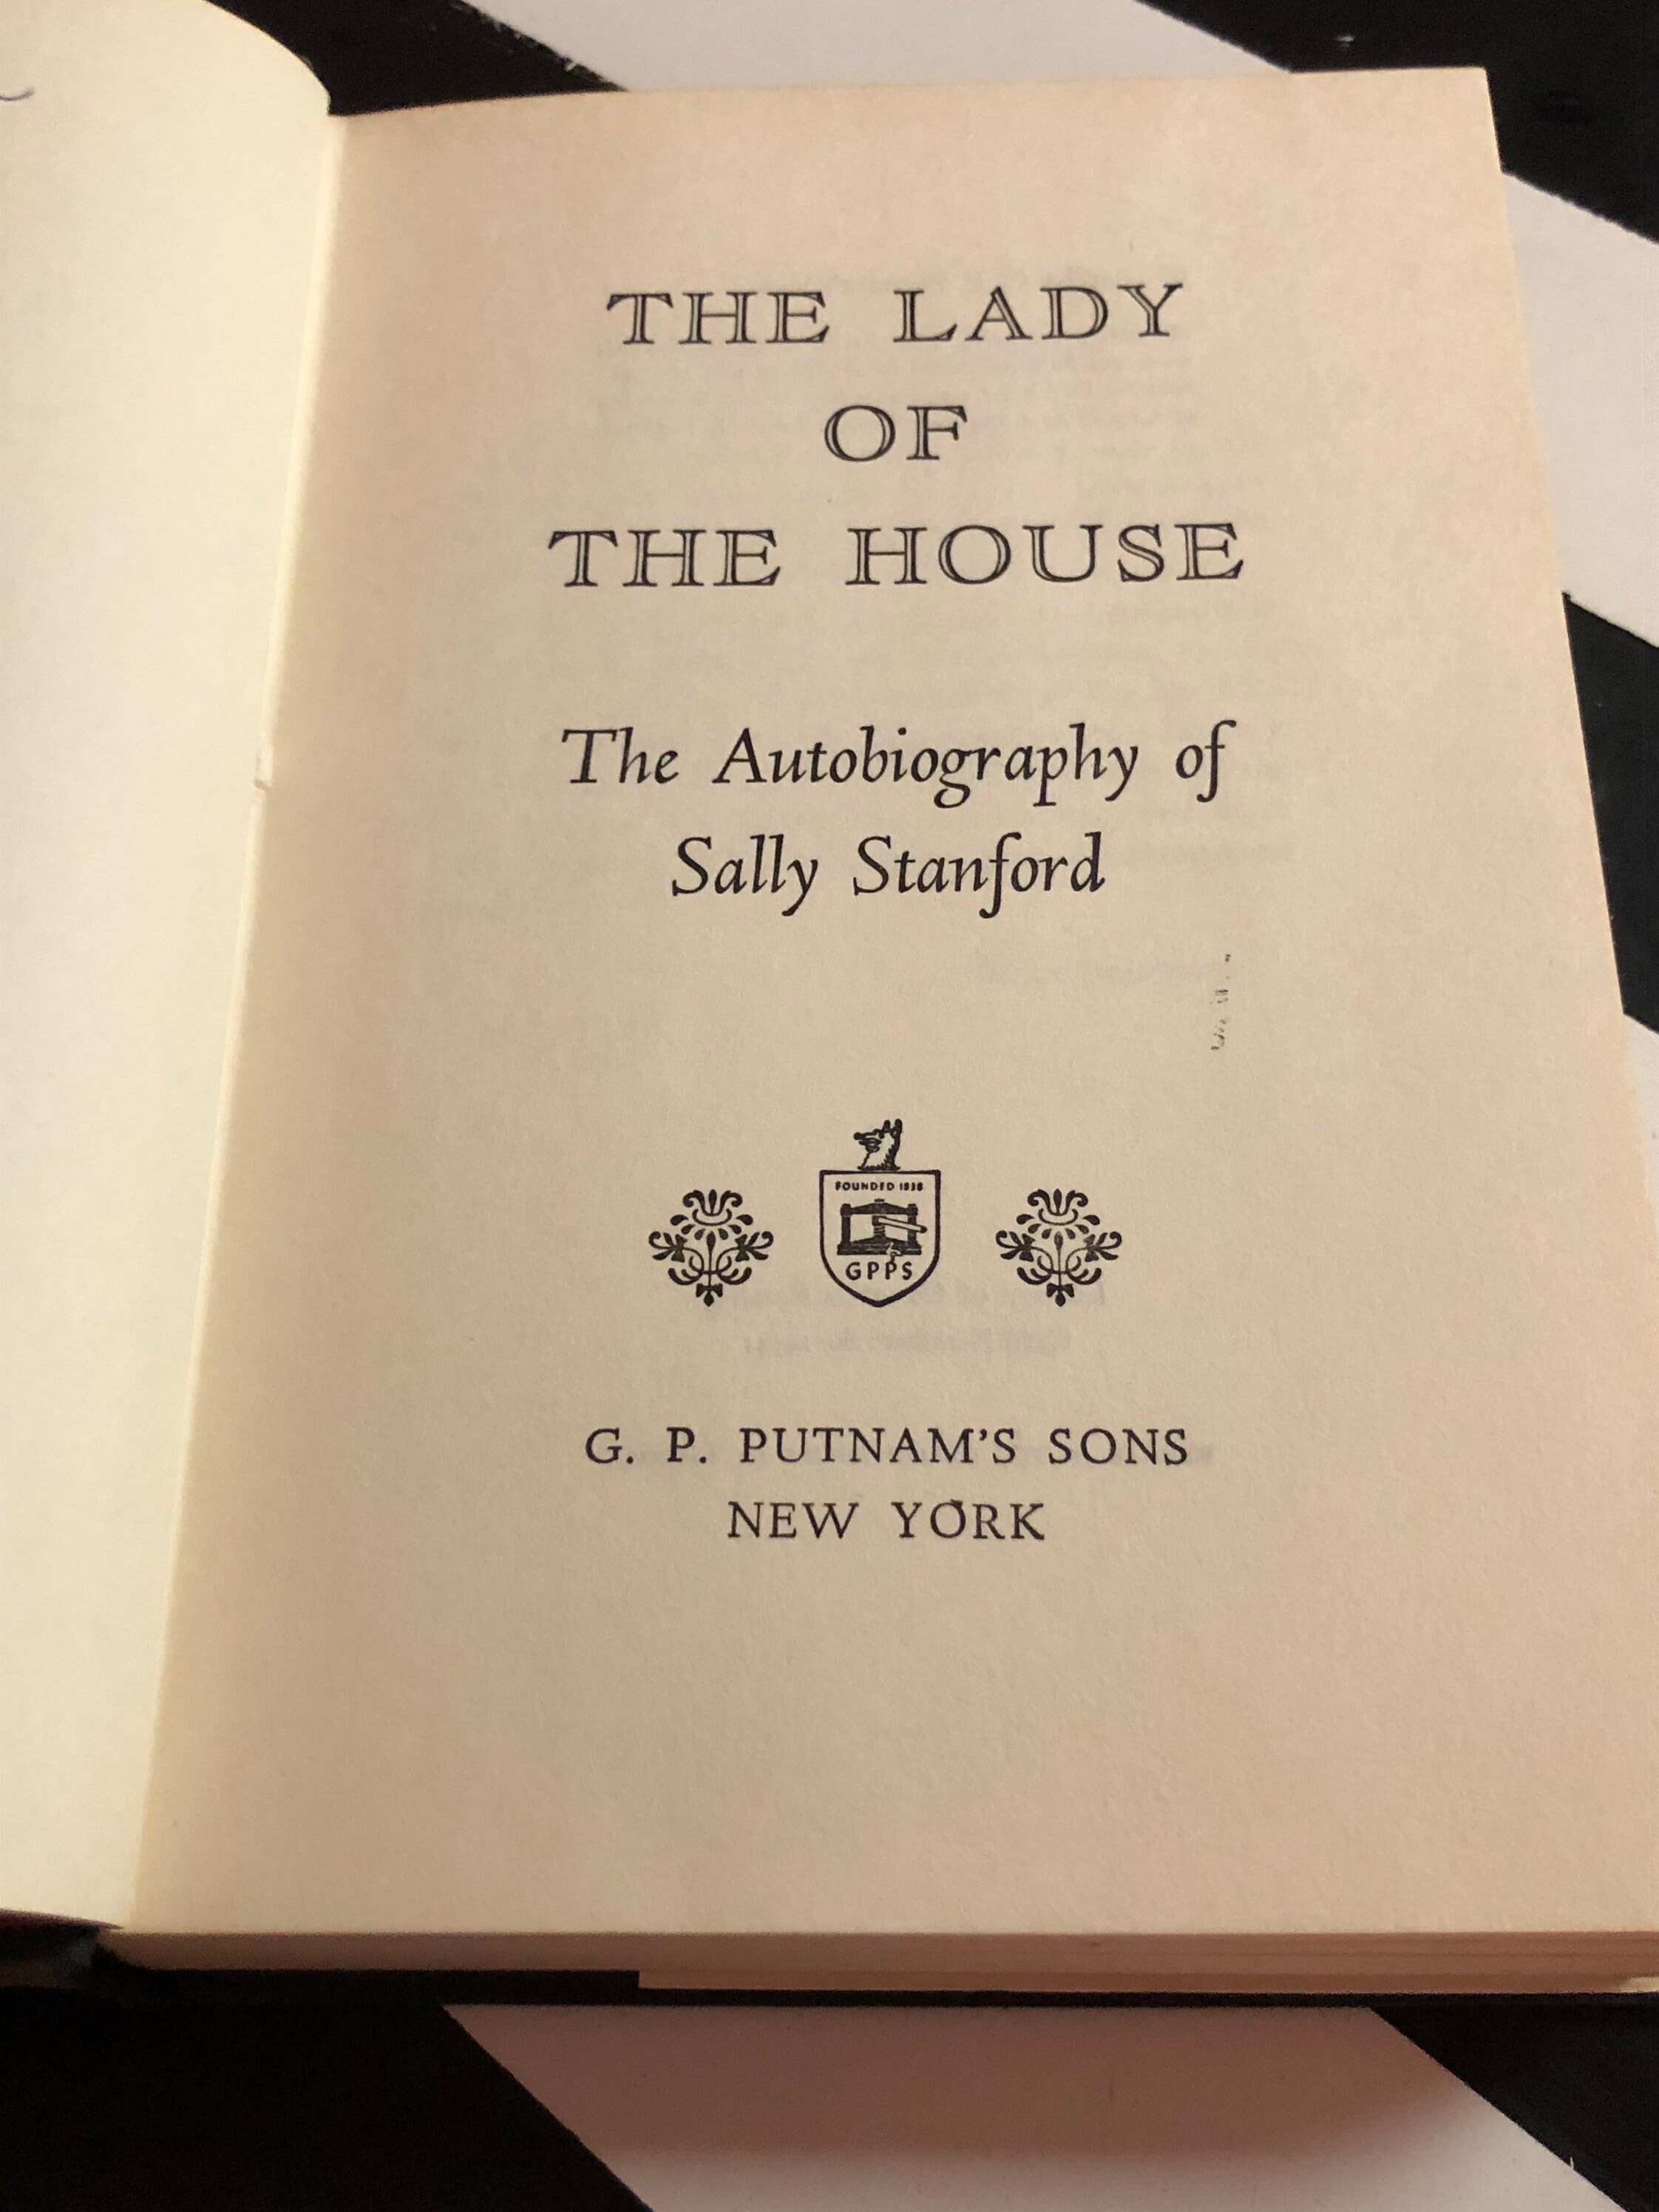 THE LADY
OF
THE HOUSE
The Autobiography of
Sally Stanford
FOUNDED 1838
GPPS
G. P. PUTNAM'S SONS
NEW YORK